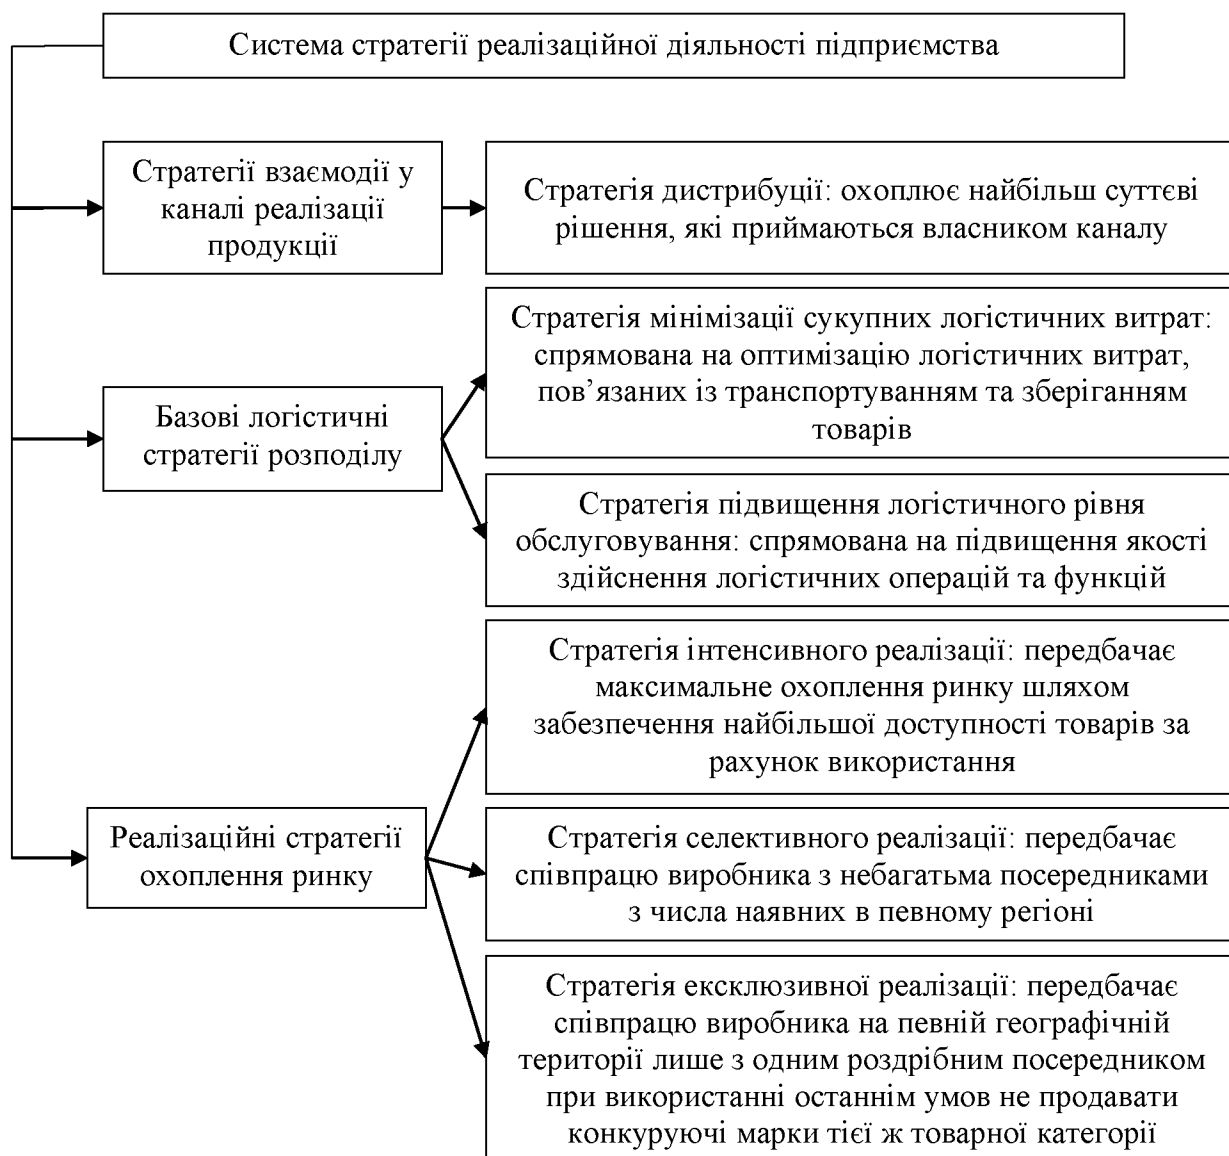 Система стратегії реалізаційної діяльності підприємства
Стратегії взаємодії у
каналі реалізації
продукції
Стратегія дистрибуції: охоплює найбільш суттєві
рішення, які приймаються власником каналу
Базові логістичні
стратегії розподілу
Стратегія мінімізації сукупних логістичних витрат:
спрямована на оптимізацію логістичних витрат,
пов’язаних із транспортуванням та зберіганням
товарів
Стратегія підвищення логістичного рівня
обслуговування: спрямована на підвищення якості
здійснення логістичних операцій та функцій
Реалізаційні стратегії
охоплення ринку
Стратегія інтенсивного реалізації: передбачає
максимальне охоплення ринку шляхом
забезпечення найбільшої доступності товарів за
рахунок використання
Стратегія селективного реалізації: передбачає
співпрацю виробника з небагатьма посередниками
з числа наявних в певному регіоні
Стратегія ексклюзивної реалізації: передбачає
співпрацю виробника на певній географічній
території лише з одним роздрібним посередником
при використанні останнім умов не продавати
конкуруючі марки тієї ж товарної категорії